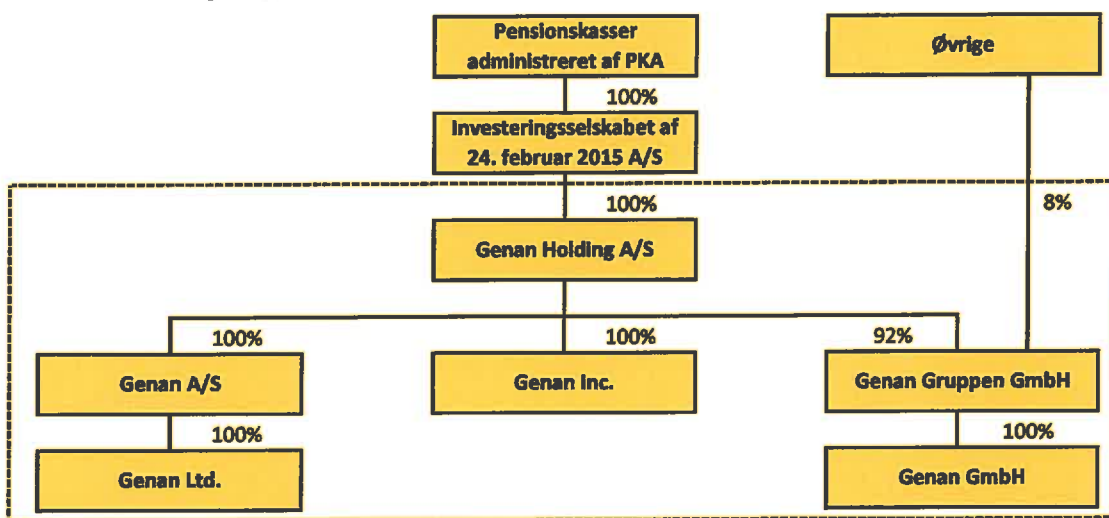 Pensionskasser
administreret af PKA
Øvrige
100%
Investeringsselskabet af
24. februar 2015 A/S
100%
8%
Genan Holding A/S
100%
100%
92%
Genan A/S
Genan Inc.
Genan Gruppen GmbH
100%
100%
Genan Ltd.
Genan GmbH